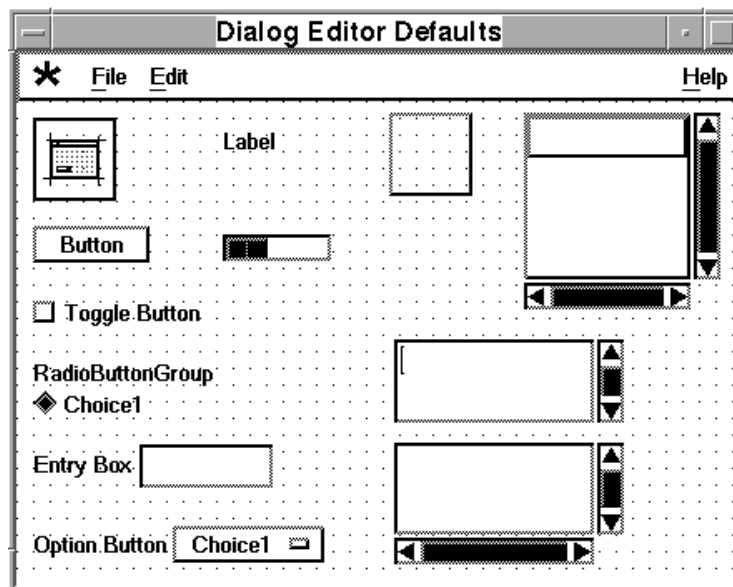 Dialog Editor Defaults
File Edit Help
Label
Button
Toggle Button
RadioButtonGroup
Choice1
Entry Box
Option Button Choice1